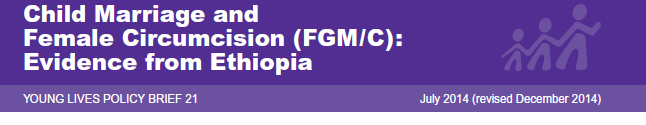 Child Marriage and
Female Circumcision (FGM/C):
Evidence from Ethiopia
YOUNG LIVES POLICY BRIEF 21 July 2014 (revised December 2014)